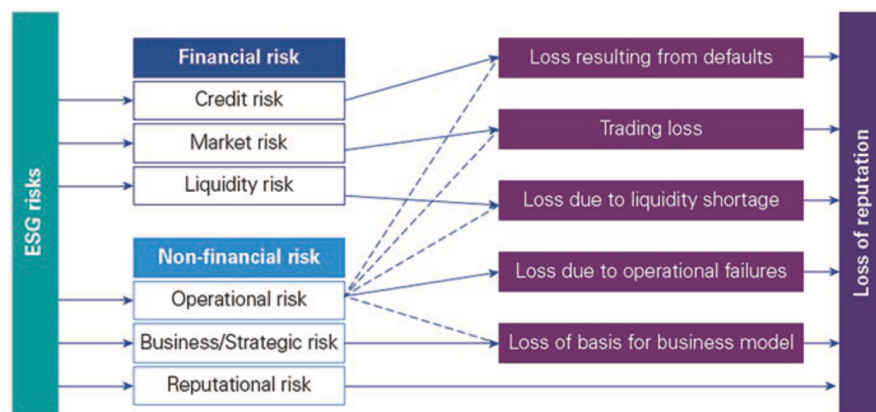 ESG risks
Financial risk
Credit risk
Market risk
Liquidity risk
Non-financial risk
Operational risk
Business/Strategic risk
Reputational risk
Loss resulting from defaults
Trading loss
Loss due to liquidity shortage
Loss due to operational failures
Loss of basis for business model
Loss of reputation